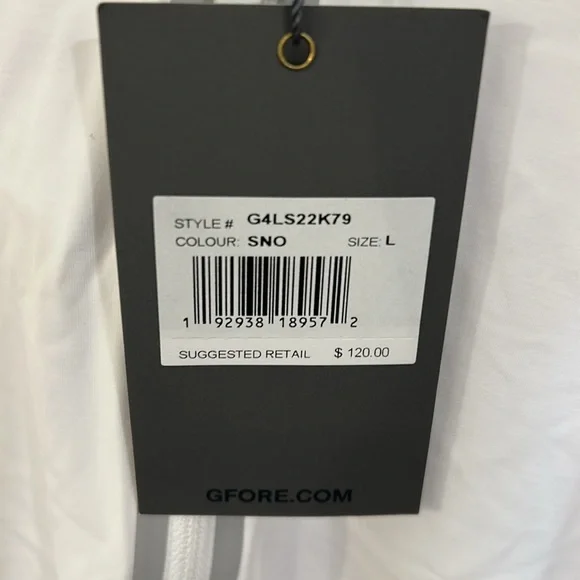 STYLE # G4LS22K79
COLOUR: SNO SIZE: L
1 92938 18957 2
SUGGESTED RETAIL $ 120.00
GFORE.COM